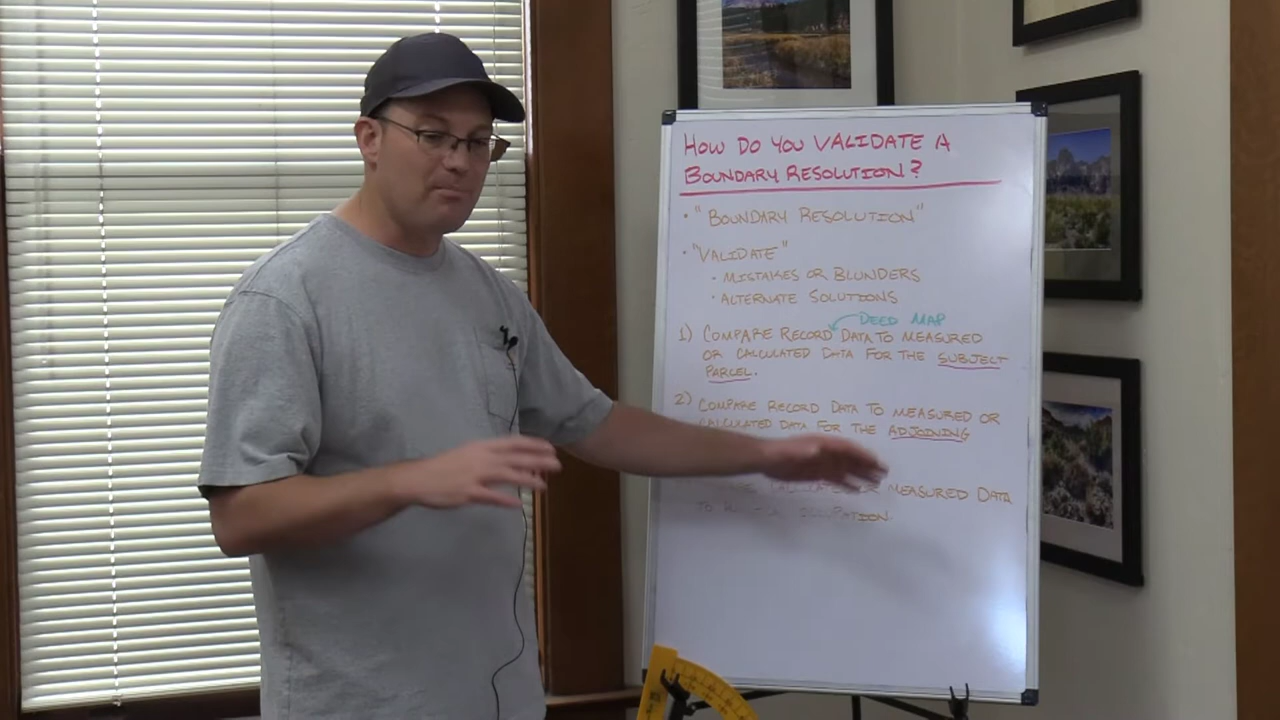 HOW DO YOU VALIDATE A
BOUNDARY RESOLUTION?
• "BOUNDARY RESOLUTION"
• "VALIDATE"
• MISTAKES OR BLUNDERS
• ALTERNATE SOLUTIONS
DEED MAP
1) COMPARE RECORD DATA TO MEASURED
OR CALCULATED DATA FOR THE SUBJECT
PARCEL.
2) COMPARE RECORD DATA TO MEASURED OR
CALCULATED DATA FOR THE ADJOINING
MEASURED DATA
TO